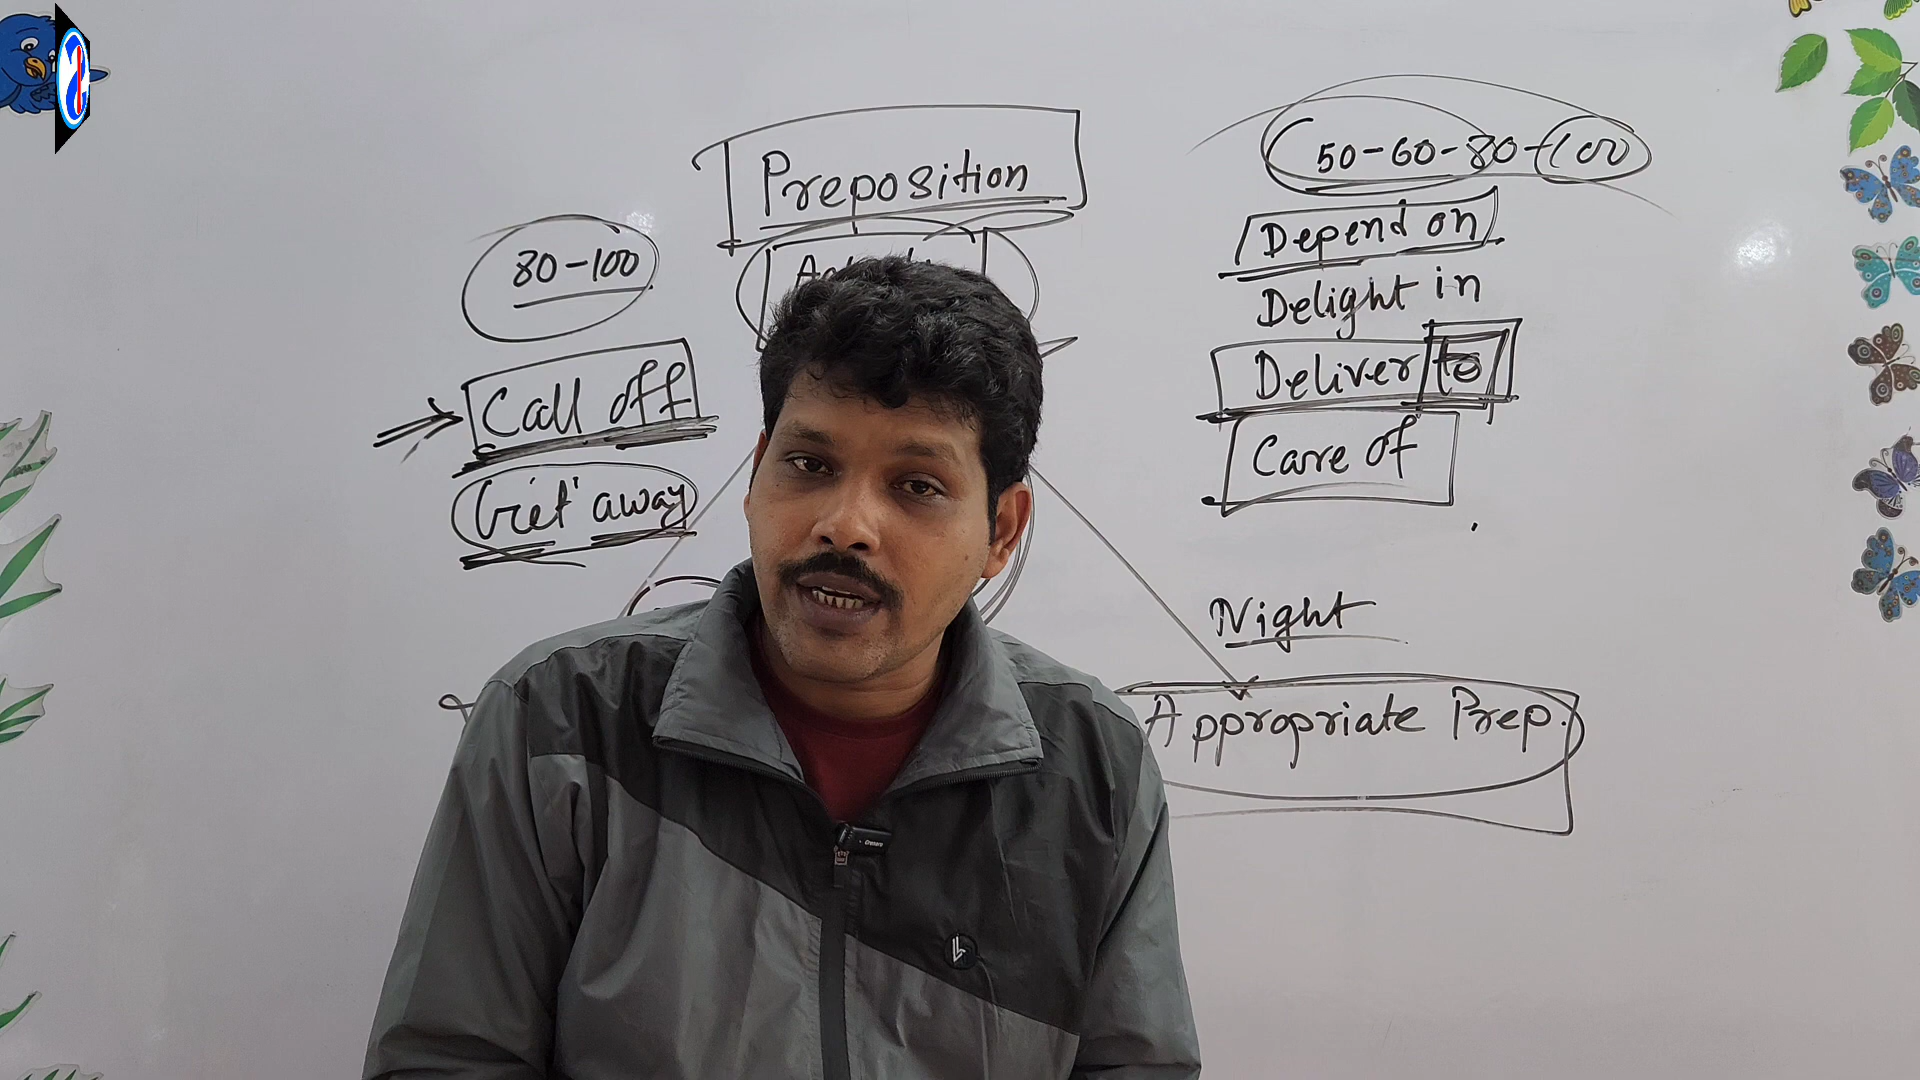 Preposition
50-60-80-100
80-100
Depend on
Delight in
Call off
Deliver to
Care of
Get away
Night
Appropriate Prep.